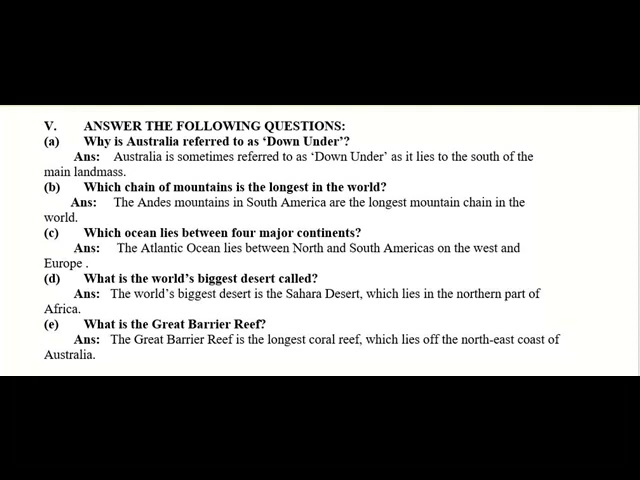 V. ANSWER THE FOLLOWING QUESTIONS:
(a) Why is Australia referred to as ‘Down Under’?
Ans: Australia is sometimes referred to as ‘Down Under’ as it lies to the south of the
main landmass.
(b) Which chain of mountains is the longest in the world?
Ans: The Andes mountains in South America are the longest mountain chain in the
world.
(c) Which ocean lies between four major continents?
Ans: The Atlantic Ocean lies between North and South Americas on the west and
Europe .
(d) What is the world’s biggest desert called?
Ans: The world’s biggest desert is the Sahara Desert, which lies in the northern part of
Africa.
(e) What is the Great Barrier Reef?
Ans: The Great Barrier Reef is the longest coral reef, which lies off the north-east coast of
Australia.